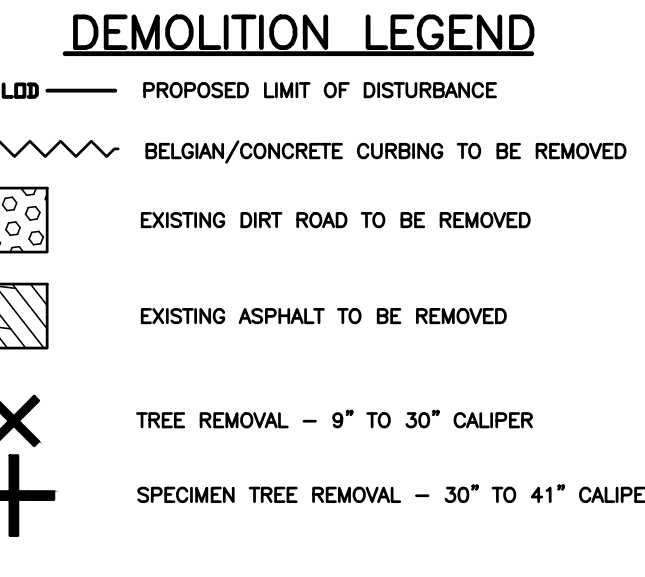 DEMOLITION LEGEND
LOD PROPOSED LIMIT OF DISTURBANCE
BELGIAN/CONCRETE CURBING TO BE REMOVED
EXISTING DIRT ROAD TO BE REMOVED
EXISTING ASPHALT TO BE REMOVED
TREE REMOVAL – 9" TO 30" CALIPER
SPECIMEN TREE REMOVAL – 30" TO 41" CALIPE